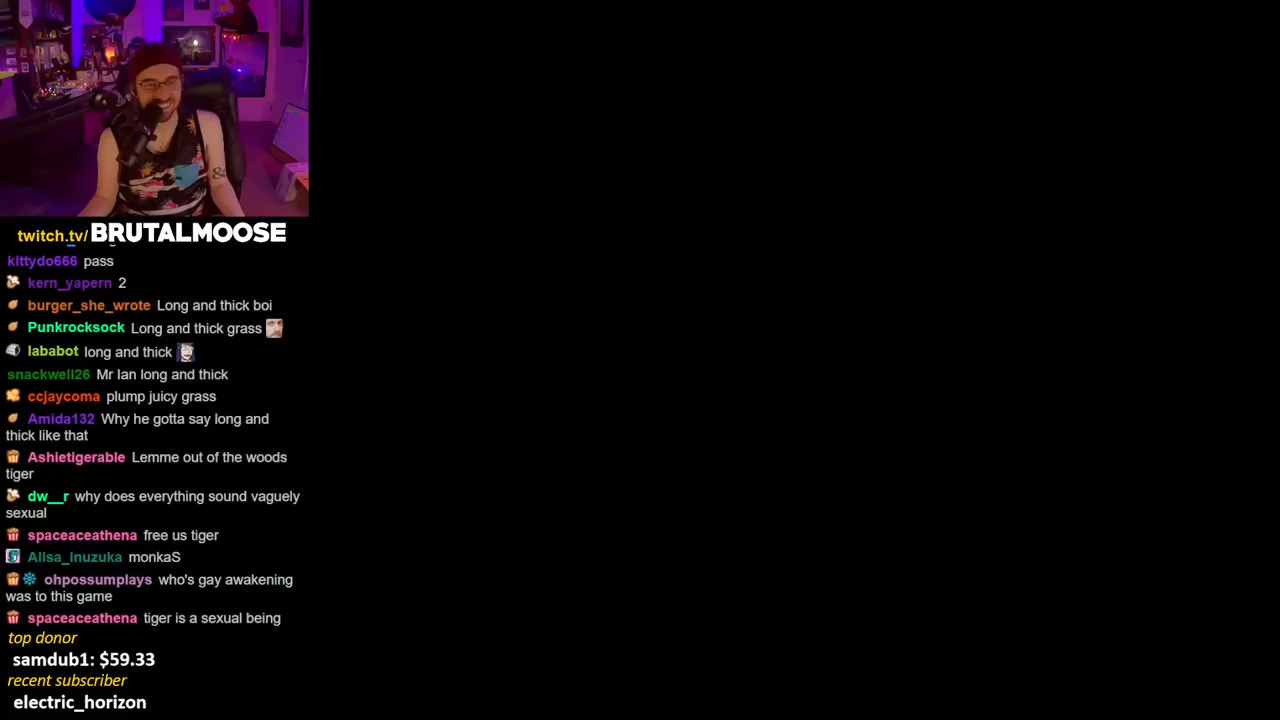 twitch.tv/BRUTALMOOSE
kittydo666 pass
kern_yapern 2
burger_she_wrote Long and thick boi
Punkrocksock Long and thick grass
lababot long and thick
snackwell26 Mr Ian long and thick
ccjaycoma plump juicy grass
Amida132 Why he gotta say long and
thick like that
Ashletigerable Lemme out of the woods
tiger
dw__r why does everything sound vaguely
sexual
spaceaceathena free us tiger
Alisa_inuzuka monkaS
ohpossumplays who's gay awakening
was to this game
spaceaceathena tiger is a sexual being
top donor
samdub1: $59.33
recent subscriber
electric_horizon